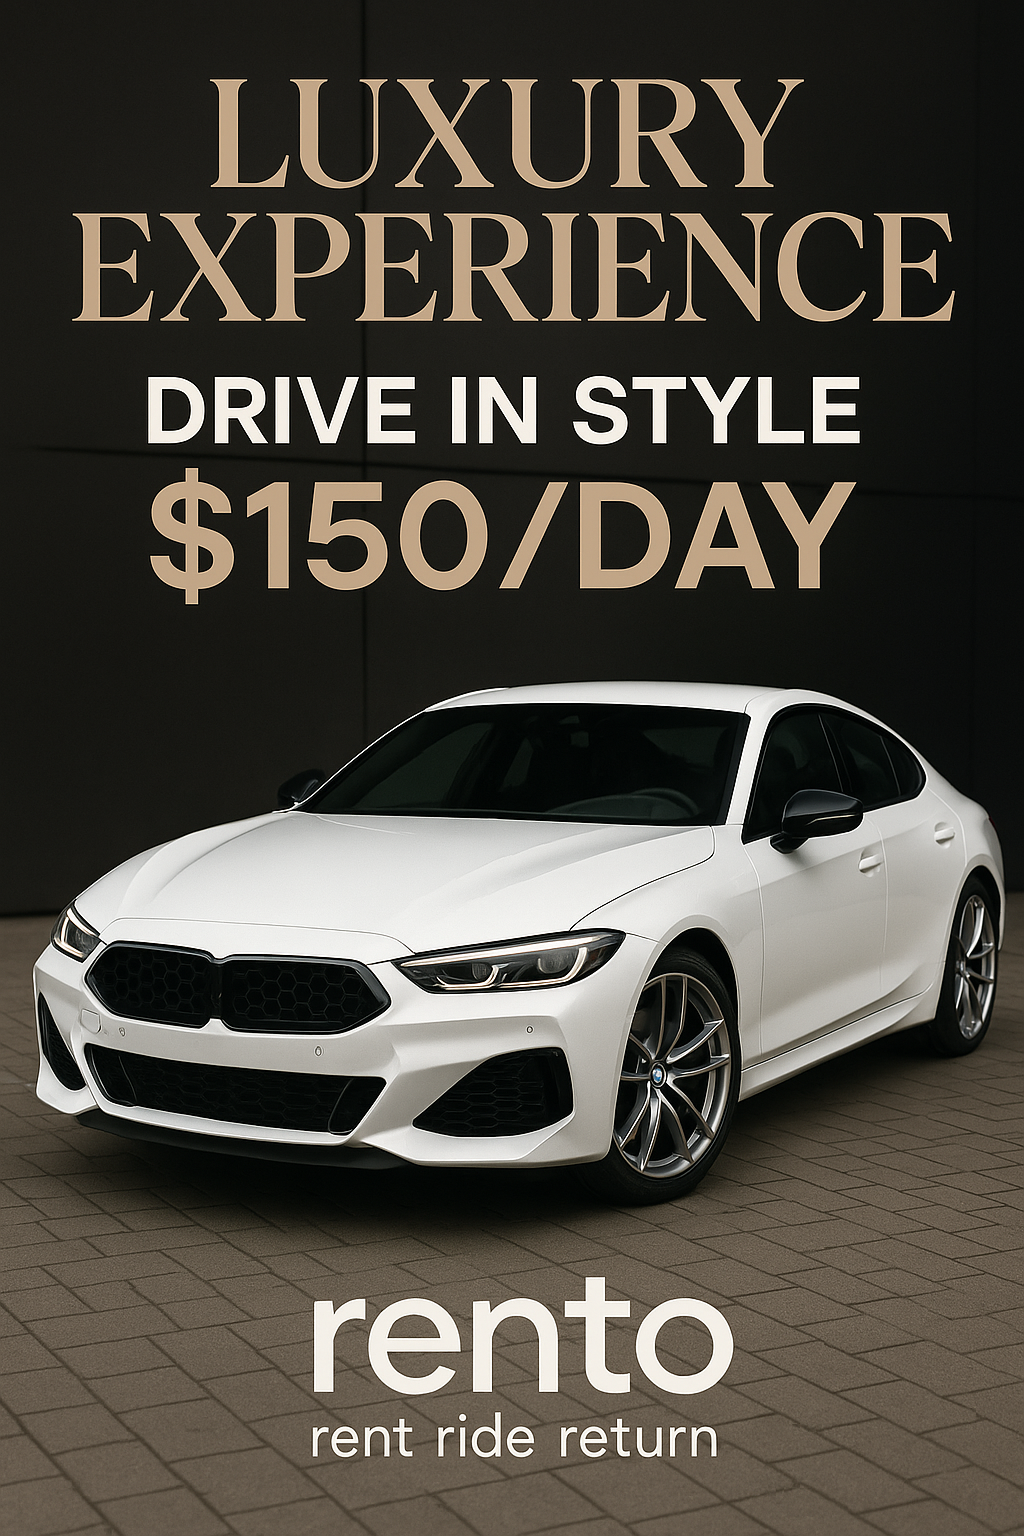 LUXURY
EXPERIENCE
DRIVE IN STYLE
$150/DAY
rento
rent ride return